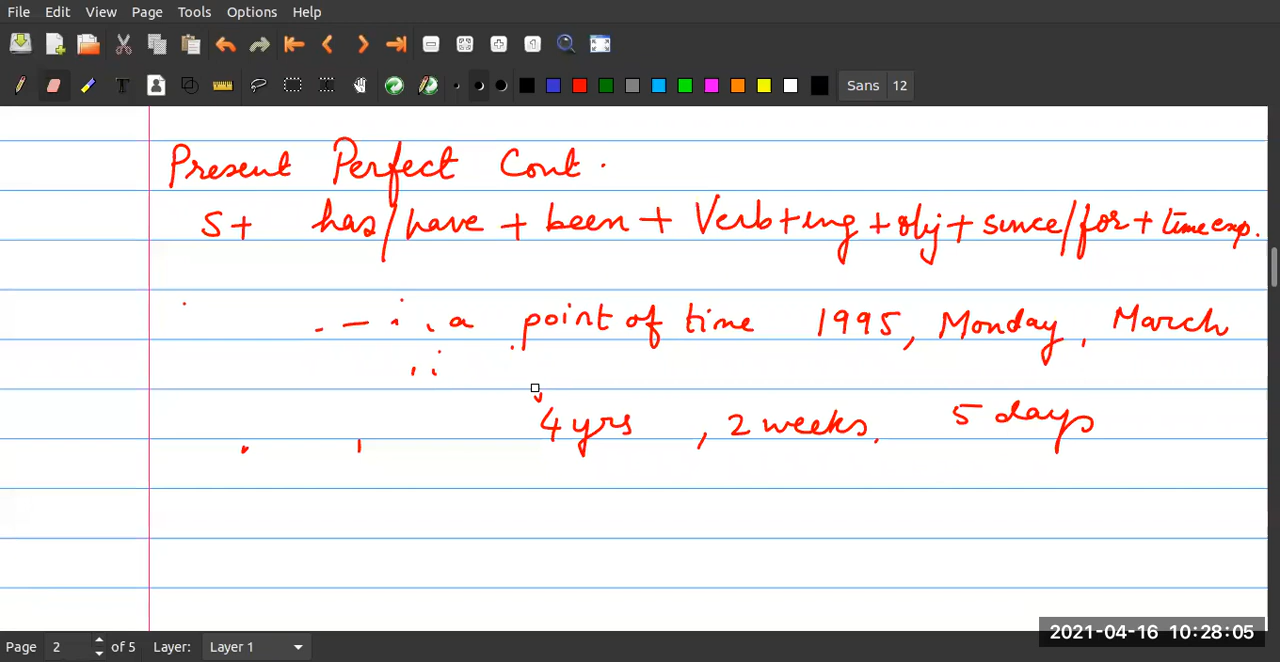 File Edit View Page Tools Options Help
Sans 12
Present Perfect Cont.
S+ has/have + been + Verb+ing +obj + since/for + time exp.
a point of time 1995, Monday, March
4 yrs , 2 weeks. 5 days
2021-04-16 10:28:05
Page 2 of 5 Layer: Layer 1